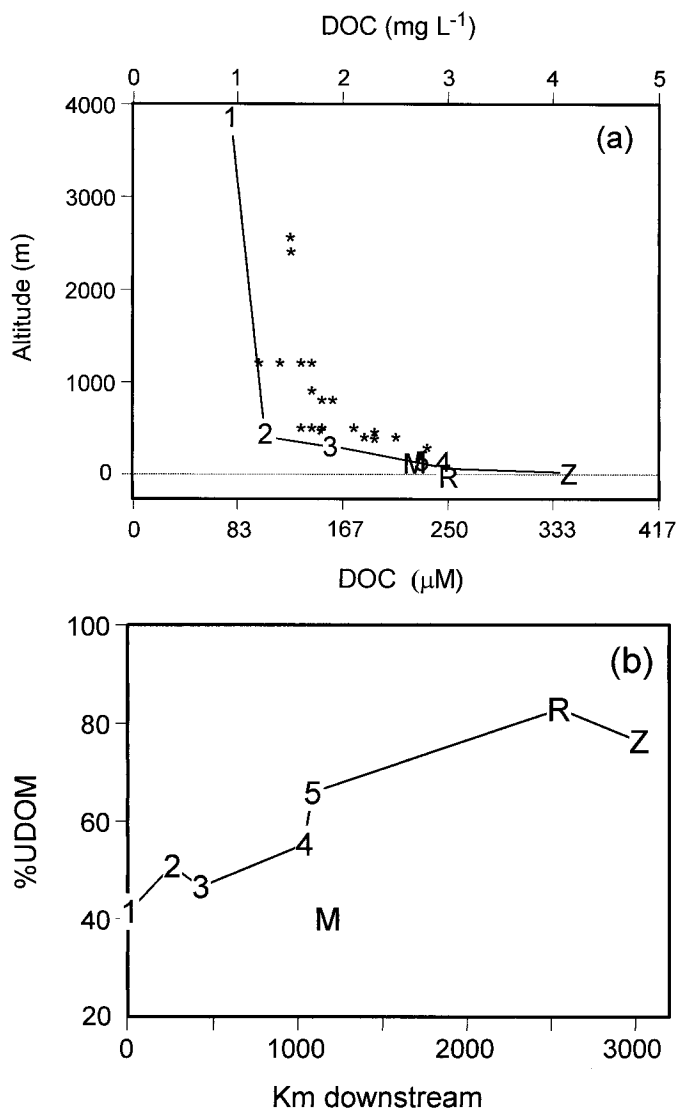 DOC (mg L-1)
0 1 2 3 4 5
4000
(a)
1
3000
Altitude (m)
2000
1000
2 3 M 5 4 R Z
0
0 83 167 250 333 417
DOC (μM)
100
(b)
80
R
Z
5
%UDOM
60
4
2
3
1
M
40
20
0 1000 2000 3000
Km downstream